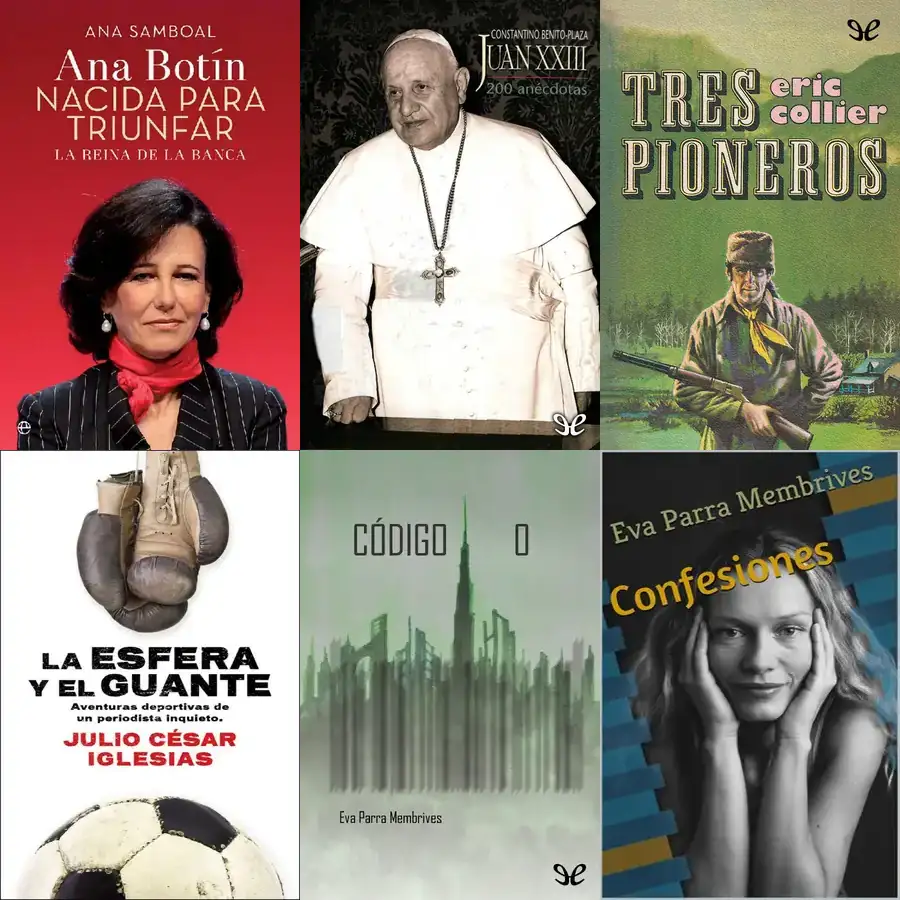 ANA SAMBOAL
Ana Botín
NACIDA PARA
TRIUNFAR
LA REINA DE LA BANCA
CONSTANTINO BENITO-PLAZA
JUAN XXIII
200 anécdotas
TRES
eric
collier
PIONEROS
LA ESFERA
Y EL GUANTE
Aventuras deportivas de
un periodista inquieto.
JULIO CÉSAR
IGLESIAS
CÓDIGO O
Eva Parra Membrives
Eva Parra Membrives
Confesiones